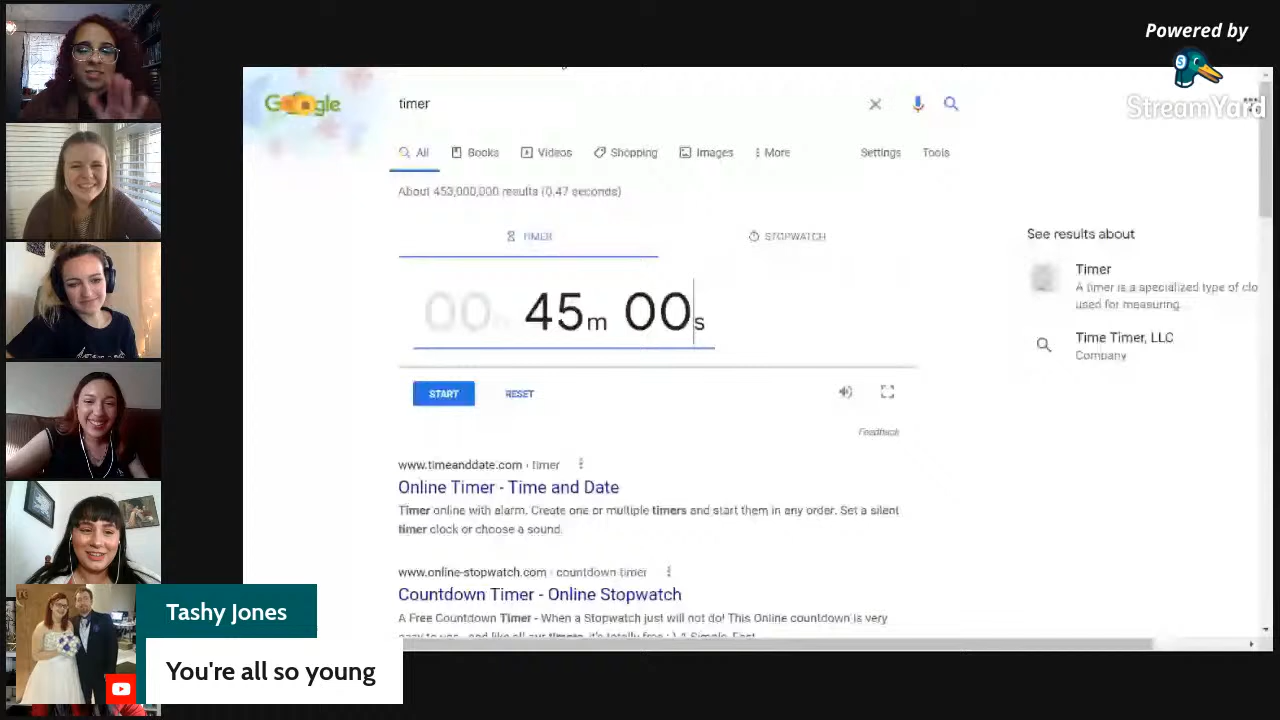 Powered by
StreamYard
Google
timer
All Books Videos Shopping Images More Settings Tools
About 453,000,000 results (0.47 seconds)
TIMER STOPWATCH
00h 45m 00s
START RESET
Feedback
See results about
Timer
A timer is a specialized type of clo
used for measuring
Time Timer, LLC
Company
www.timeanddate.com › timer
Online Timer - Time and Date
Timer online with alarm. Create one or multiple timers and start them in any order. Set a silent
timer clock or choose a sound.
www.online-stopwatch.com › countdown-timer
Countdown Timer - Online Stopwatch
A Free Countdown Timer - When a Stopwatch just will not do! This Online countdown is very
Tashy Jones
You're all so young